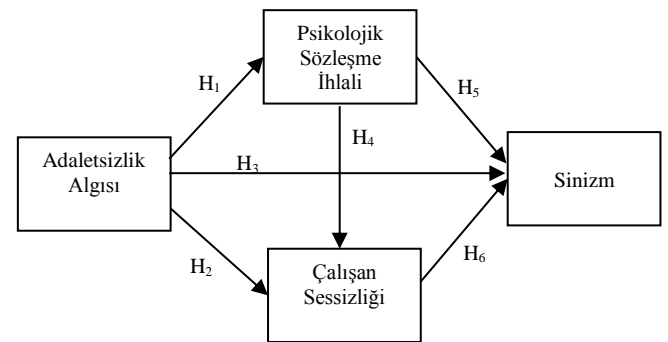 Psikolojik
Sözleşme
İhlali
H₁
H₅
H₄
Adaletsizlik
Algısı
H₃
Sinizm
H₂
H₆
Çalışan
Sessizliği